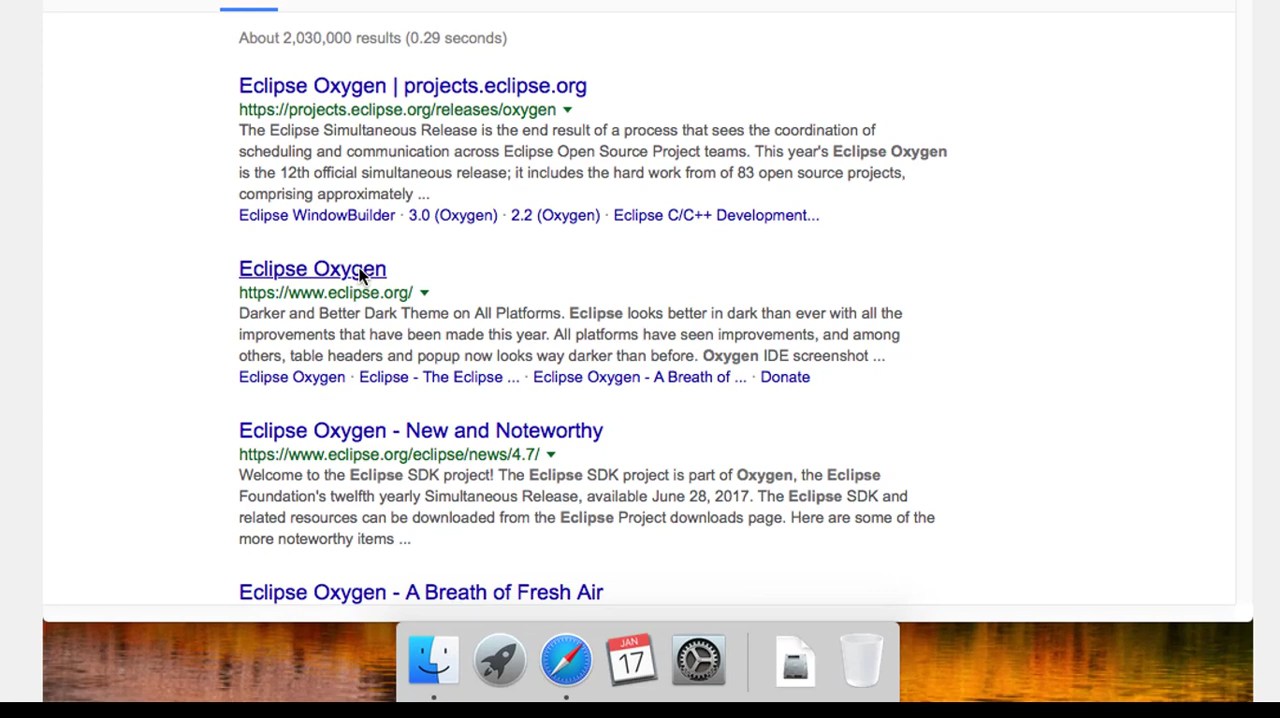 About 2,030,000 results (0.29 seconds)
Eclipse Oxygen | projects.eclipse.org
https://projects.eclipse.org/releases/oxygen
The Eclipse Simultaneous Release is the end result of a process that sees the coordination of
scheduling and communication across Eclipse Open Source Project teams. This year's Eclipse Oxygen
is the 12th official simultaneous release; it includes the hard work from of 83 open source projects,
comprising approximately ...
Eclipse WindowBuilder · 3.0 (Oxygen) · 2.2 (Oxygen) · Eclipse C/C++ Development...
Eclipse Oxygen
https://www.eclipse.org/
Darker and Better Dark Theme on All Platforms. Eclipse looks better in dark than ever with all the
improvements that have been made this year. All platforms have seen improvements, and among
others, table headers and popup now looks way darker than before. Oxygen IDE screenshot ...
Eclipse Oxygen · Eclipse - The Eclipse ... · Eclipse Oxygen - A Breath of ... · Donate
Eclipse Oxygen - New and Noteworthy
https://www.eclipse.org/eclipse/news/4.7/
Welcome to the Eclipse SDK project! The Eclipse SDK project is part of Oxygen, the Eclipse
Foundation's twelfth yearly Simultaneous Release, available June 28, 2017. The Eclipse SDK and
related resources can be downloaded from the Eclipse Project downloads page. Here are some of the
more noteworthy items ...
Eclipse Oxygen - A Breath of Fresh Air
JAN
17